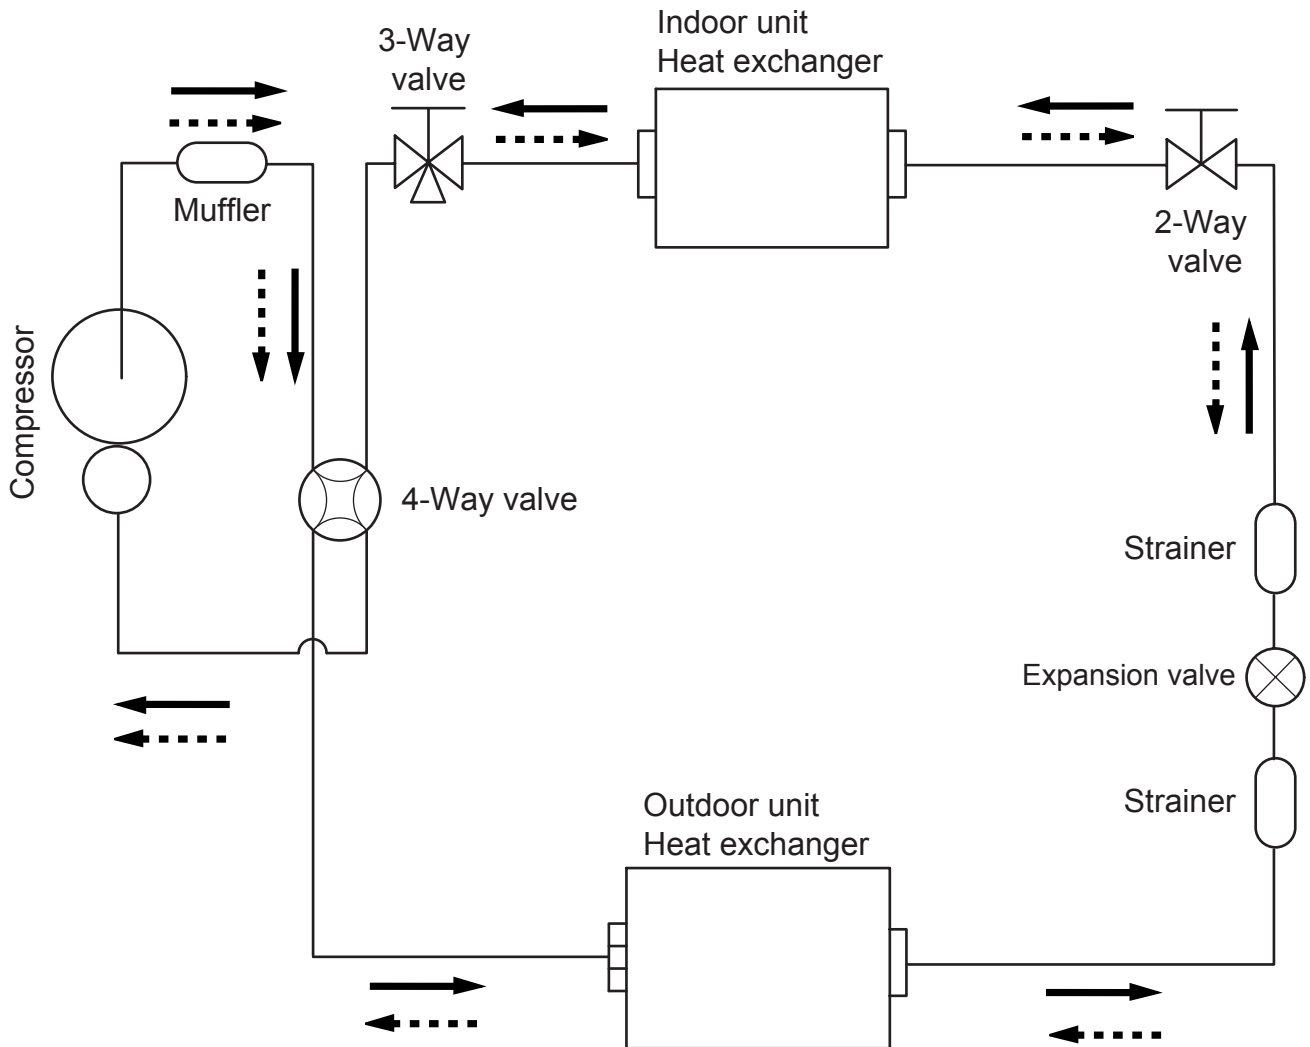 Indoor unit
Heat exchanger
3-Way
valve
Muffler
2-Way
valve
Compressor
4-Way valve
Strainer
Expansion valve
Strainer
Outdoor unit
Heat exchanger